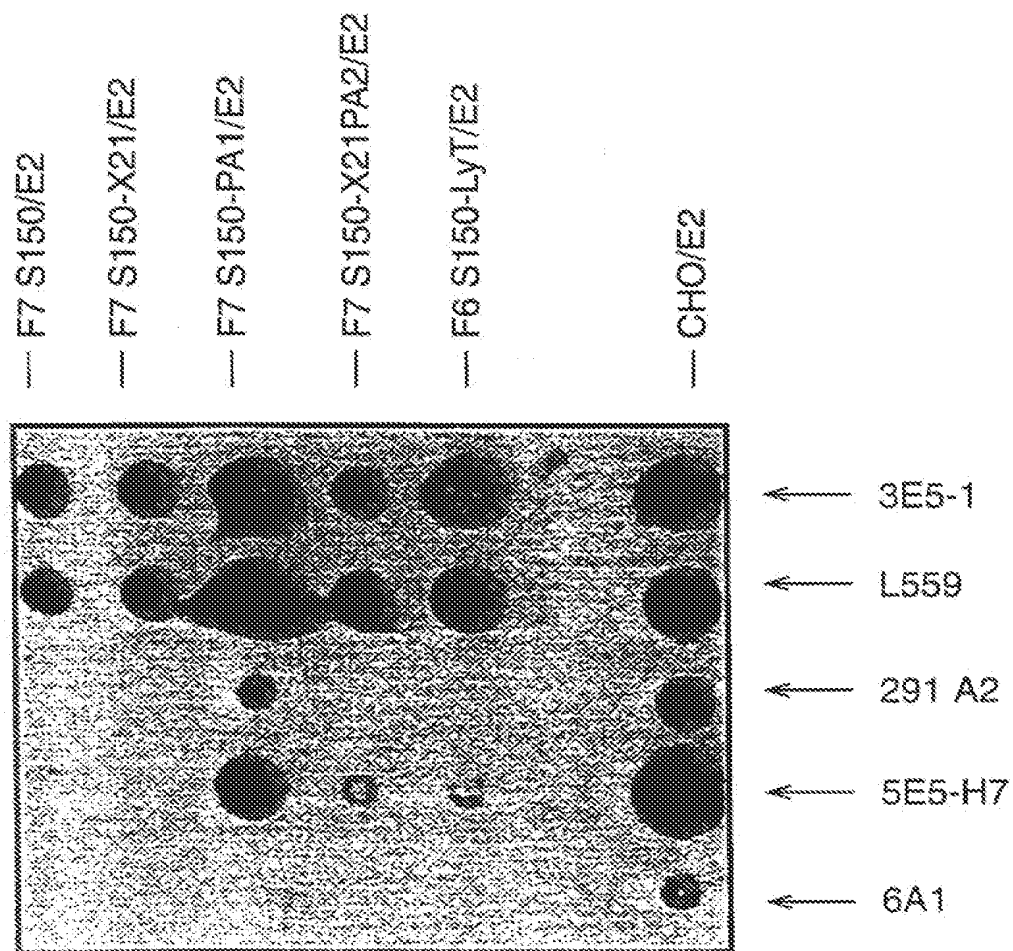 F7 S150/E2
F7 S150-X21/E2
F7 S150-PA1/E2
F7 S150-X21PA2/E2
F6 S150-LyT/E2
CHO/E2
3E5-1
L559
291 A2
5E5-H7
6A1